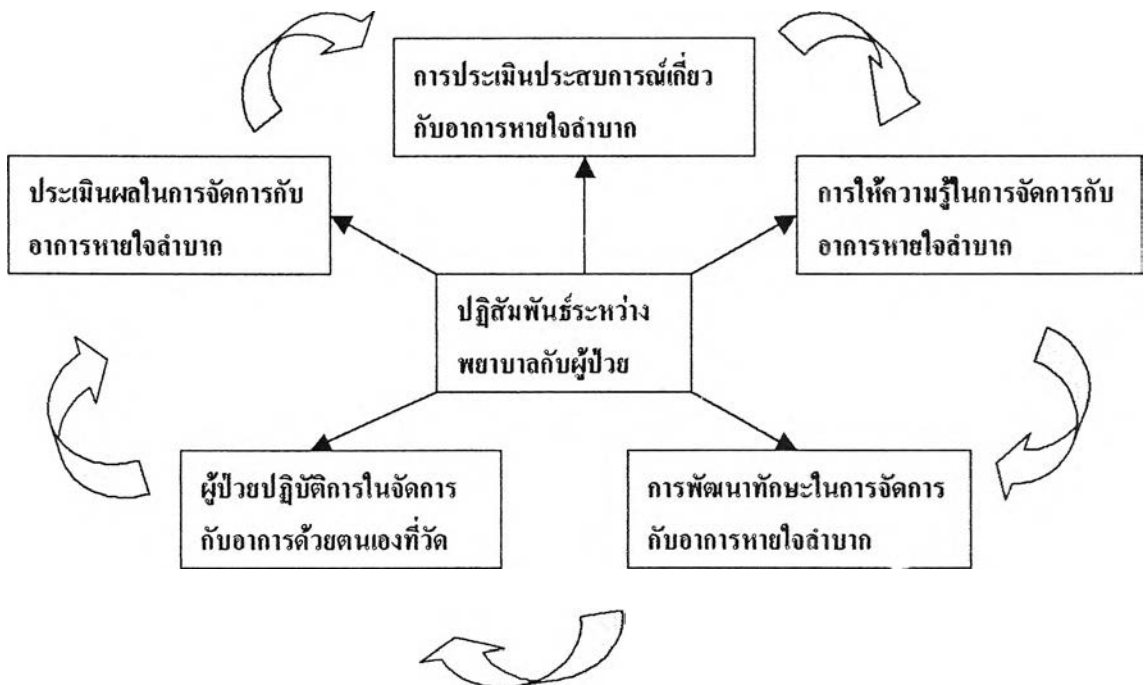 การประเมินประสบการณ์เกี่ยว
กับอาการหายใจลำบาก
ประเมินผลในการจัดการกับ
อาการหายใจลำบาก
การให้ความรู้ในการจัดการกับ
อาการหายใจลำบาก
ปฏิสัมพันธ์ระหว่าง
พยาบาลกับผู้ป่วย
ผู้ป่วยปฏิบัติการในจัดการ
กับอาการด้วยตนเองที่วัด
การพัฒนาทักษะในการจัดการ
กับอาการหายใจลำบาก